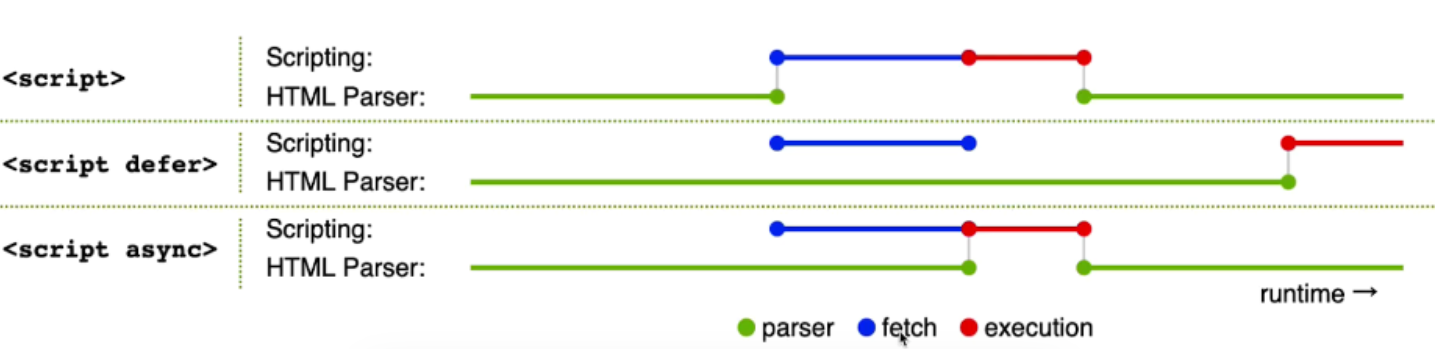 <script>
Scripting:
HTML Parser:
<script defer>
Scripting:
HTML Parser:
<script async>
Scripting:
HTML Parser:
runtime →
parser fetch execution